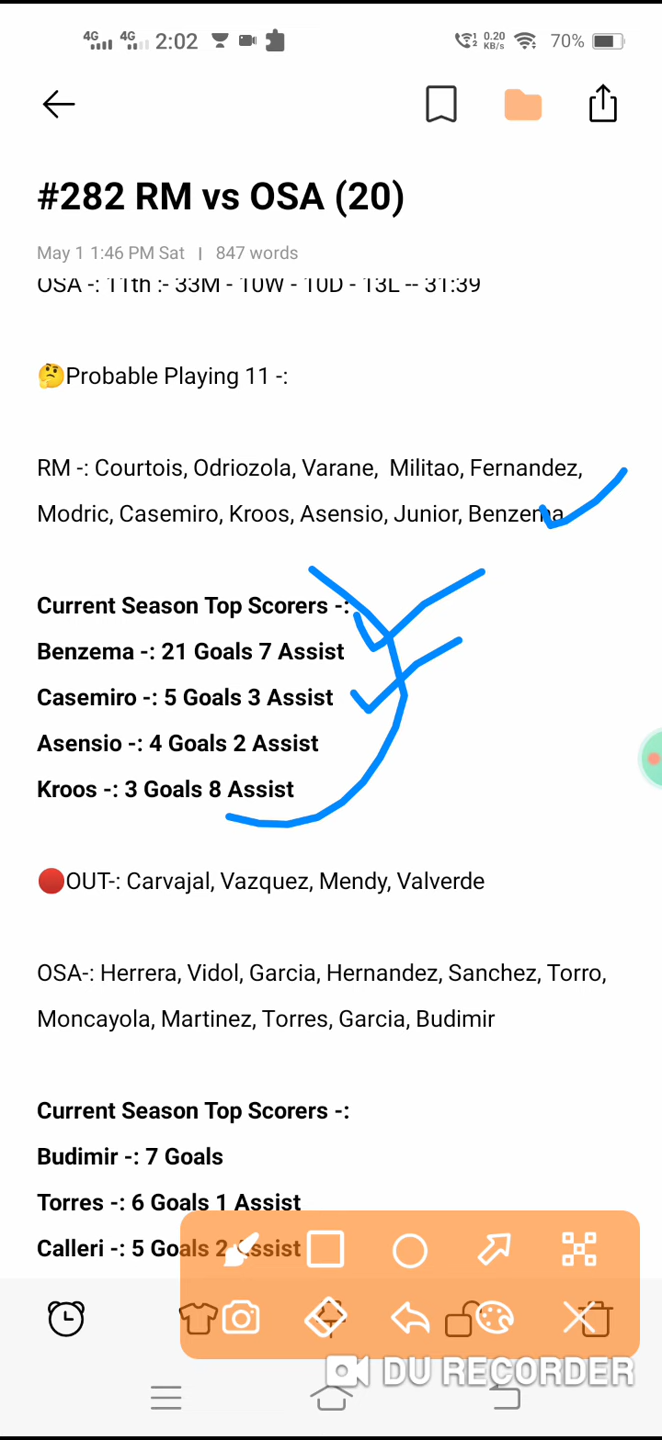 4G 4G 2:02 0.20 KB/s 70%
#282 RM vs OSA (20)
May 1 1:46 PM Sat | 847 words
OSA -: 11th :- 33M - 10W - 10D - 13L -- 31:39
🤔Probable Playing 11 -:
RM -: Courtois, Odriozola, Varane, Militao, Fernandez,
Modric, Casemiro, Kroos, Asensio, Junior, Benzema
Current Season Top Scorers -:
Benzema -: 21 Goals 7 Assist
Casemiro -: 5 Goals 3 Assist
Asensio -: 4 Goals 2 Assist
Kroos -: 3 Goals 8 Assist
🔴OUT-: Carvajal, Vazquez, Mendy, Valverde
OSA-: Herrera, Vidol, Garcia, Hernandez, Sanchez, Torro,
Moncayola, Martinez, Torres, Garcia, Budimir
Current Season Top Scorers -:
Budimir -: 7 Goals
Torres -: 6 Goals 1 Assist
Calleri -: 5 Goals 2 Assist
DU RECORDER